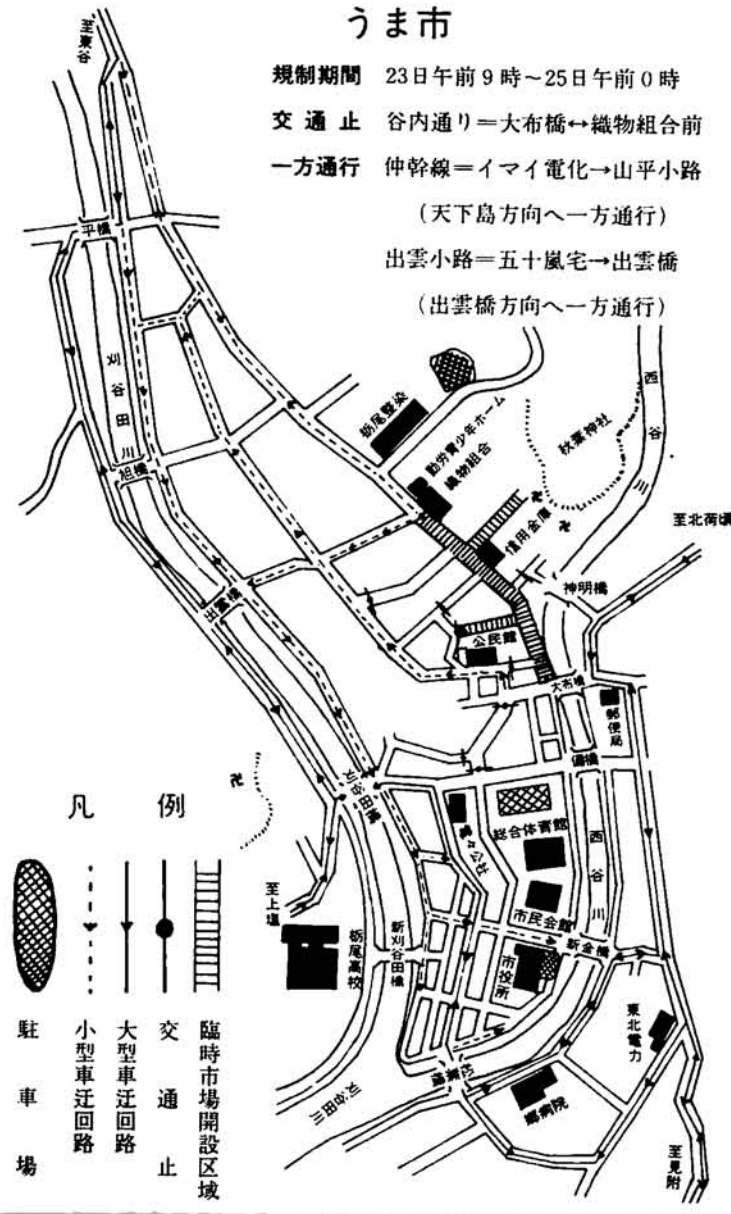 うま市
規制期間 23日午前9時～25日午前0時
交通止 谷内通り＝大布橋↔織物組合前
一方通行 仲幹線＝イマイ電化→山平小路
(天下島方向へ一方通行)
出雲小路＝五十嵐宅→出雲橋
(出雲橋方向へ一方通行)
至東谷
平橋
刈谷田川
西谷川
栃尾整染
勤労青少年ホーム
織物組合
秋葉神社
卍
信用金庫
卍
至北荷頃
旭橋
神明橋
出雲橋
公民館
大布橋
郵便局
刈谷田橋
卍
総合体育館
西谷川
至上塩
市民会館
新金橋
栃尾高校
新刈谷田橋
市役所
東北電力
刈谷田川
郷病院
至見附
凡例
駐車場
小型車迂回路
大型車迂回路
交通止
臨時市場開設区域